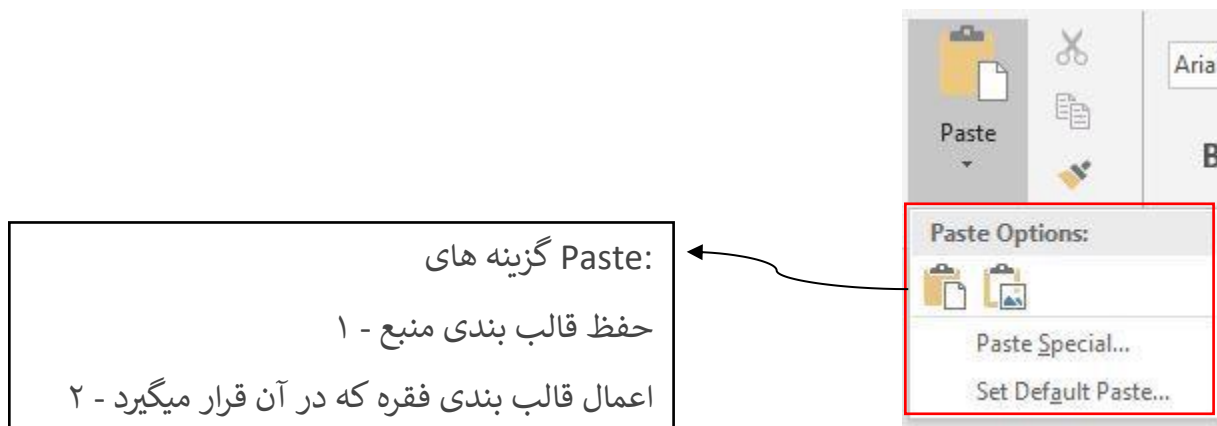 Paste
Aria
B
Paste Options:
Paste Special...
Set Default Paste...
گزینه های Paste:
حفظ قالب بندی منبع - ۱
اعمال قالب بندی فقره که در آن قرار میگیرد - ۲